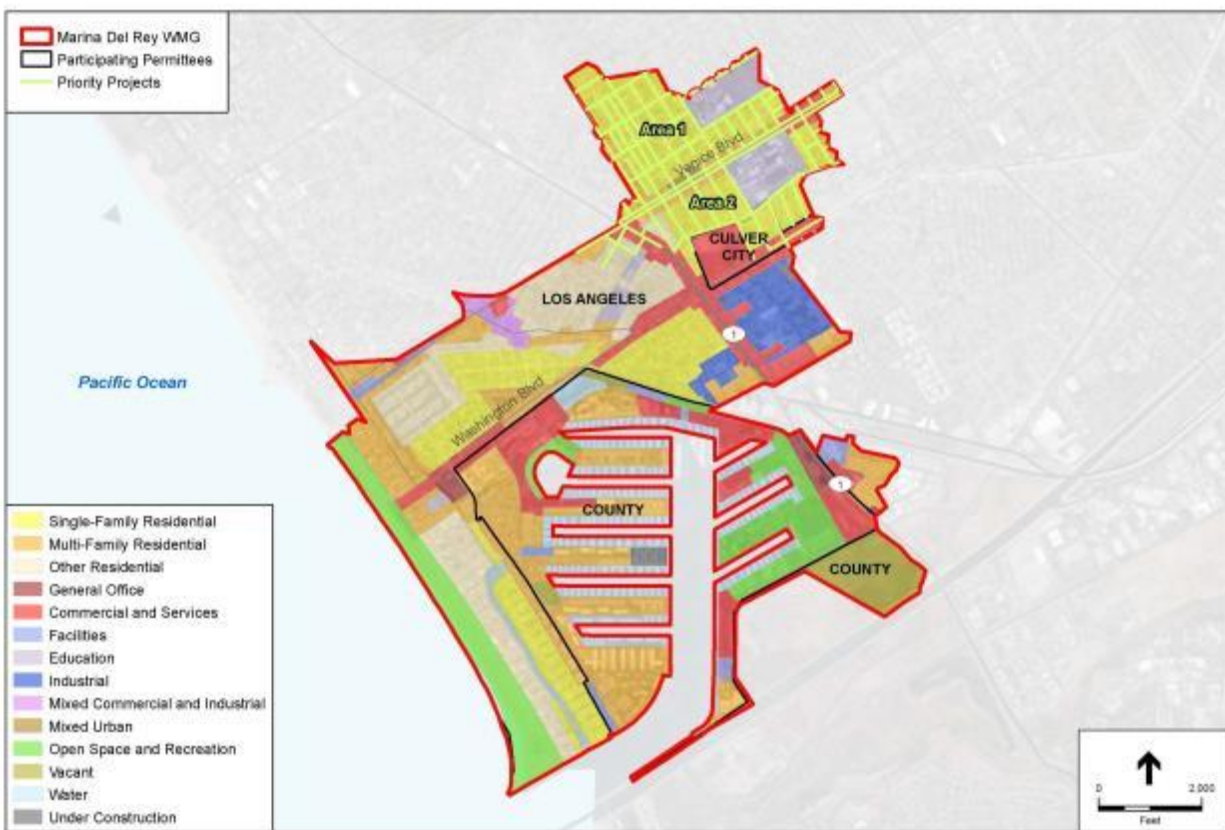 Marina Del Rey WMG
Participating Permittees
Priority Projects
Area 1
Venice Blvd
Area 2
CULVER
CITY
LOS ANGELES
1
Pacific Ocean
Washington Blvd
COUNTY
1
COUNTY
Single-Family Residential
Multi-Family Residential
Other Residential
General Office
Commercial and Services
Facilities
Education
Industrial
Mixed Commercial and Industrial
Mixed Urban
Open Space and Recreation
Vacant
Water
Under Construction
0 2,000
Feet